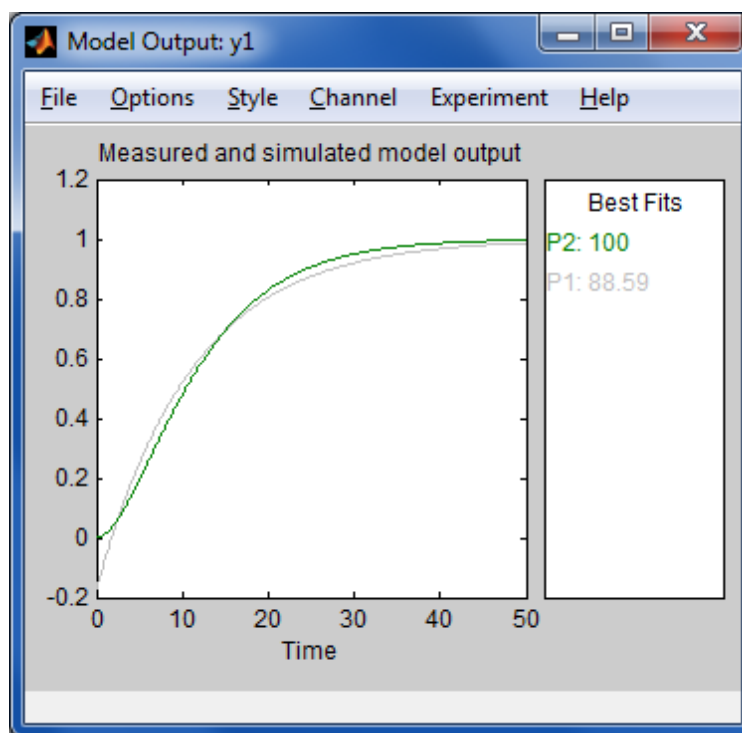 Model Output: y1
File Options Style Channel Experiment Help
Measured and simulated model output
1.2
1
0.8
0.6
0.4
0.2
0
-0.2
0 10 20 30 40 50
Time
Best Fits
P2: 100
P1: 88.59